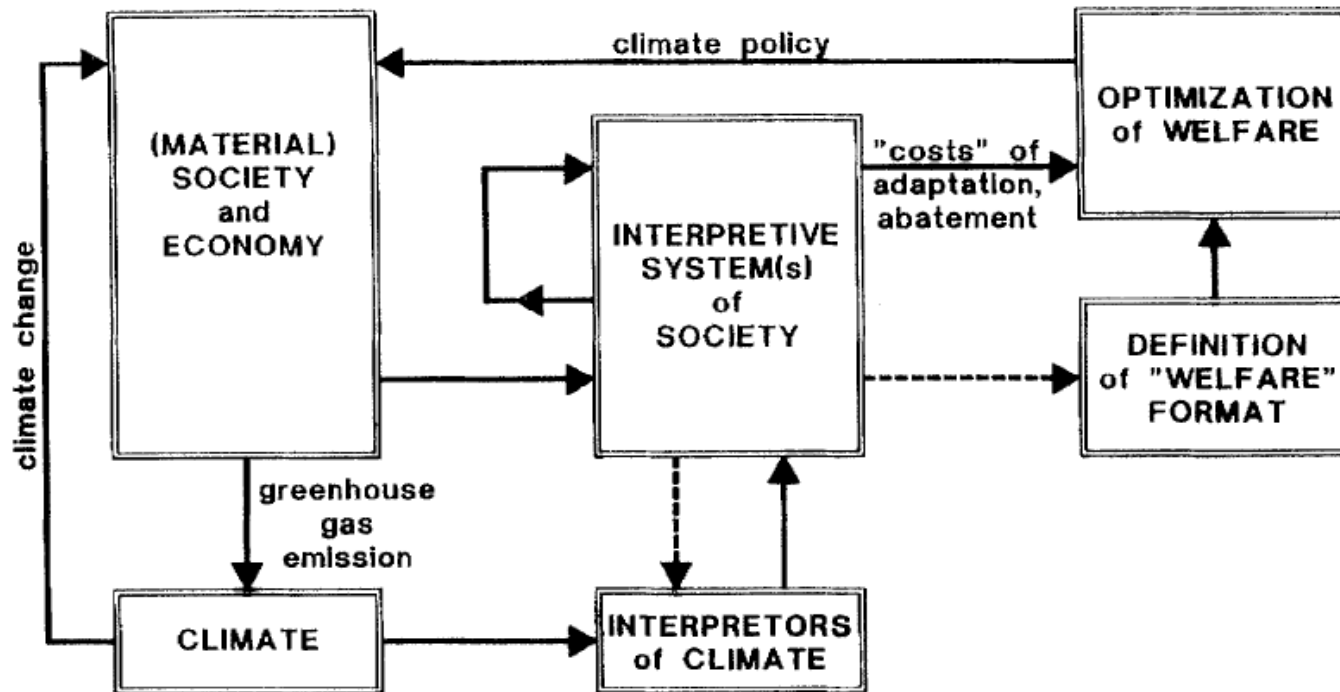 climate policy
(MATERIAL)
SOCIETY
and
ECONOMY
OPTIMIZATION
of WELFARE
"costs" of
adaptation,
abatement
INTERPRETIVE
SYSTEM(s)
of
SOCIETY
climate change
DEFINITION
of "WELFARE"
FORMAT
greenhouse
gas
emission
CLIMATE
INTERPRETORS
of CLIMATE